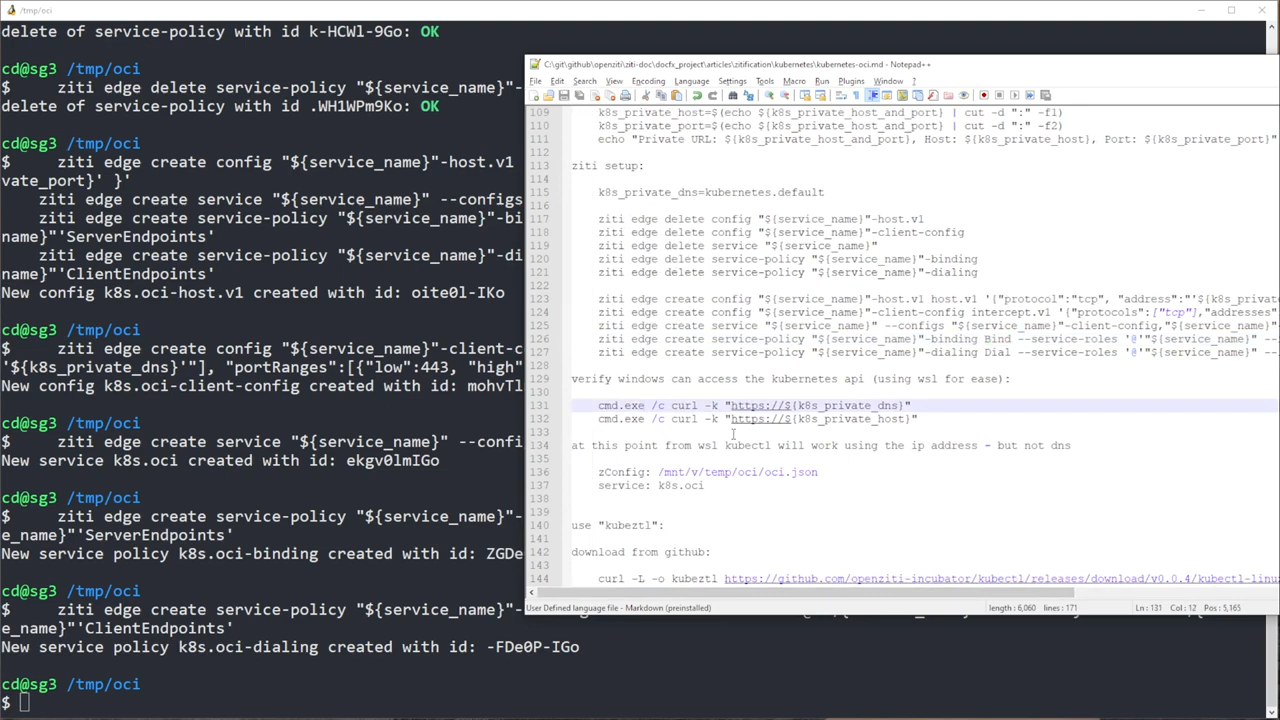 /tmp/oci
delete of service-policy with id k-HCWl-9Go: OK
cd@sg3 /tmp/oci
$ ziti edge delete service-policy "${service_name}"-
delete of service-policy with id .WH1WPm9Ko: OK
cd@sg3 /tmp/oci
$ ziti edge create config "${service_name}"-host.v1
vate_port}' }'
ziti edge create service "${service_name}" --configs
ziti edge create service-policy "${service_name}"-bi
name}"'ServerEndpoints'
ziti edge create service-policy "${service_name}"-di
name}"'ClientEndpoints'
New config k8s.oci-host.v1 created with id: oite0l-IKo
cd@sg3 /tmp/oci
$ ziti edge create config "${service_name}"-client-c
'${k8s_private_dns}'"], "portRanges":[{"low":443, "high"
New config k8s.oci-client-config created with id: mohvTl
cd@sg3 /tmp/oci
$ ziti edge create service "${service_name}" --confi
New service k8s.oci created with id: ekgv0lmIGo
cd@sg3 /tmp/oci
$ ziti edge create service-policy "${service_name}"-
e_name}"'ServerEndpoints'
New service policy k8s.oci-binding created with id: ZGDe
cd@sg3 /tmp/oci
$ ziti edge create service-policy "${service_name}"-
e_name}"'ClientEndpoints'
New service policy k8s.oci-dialing created with id: -FDe0P-IGo
cd@sg3 /tmp/oci
$
C:\git\github\openziti\ziti-doc\docfx_project\articles\zitification\kubernetes\kubernetes-oci.md - Notepad++
File Edit Search View Encoding Language Settings Tools Macro Run Plugins Window ?
109 k8s_private_host=$(echo ${k8s_private_host_and_port} | cut -d ":" -f1)
110 k8s_private_port=$(echo ${k8s_private_host_and_port} | cut -d ":" -f2)
111 echo "Private URL: ${k8s_private_host_and_port}, Host: ${k8s_private_host}, Port: ${k8s_private_port}"
112
113 ziti setup:
114
115 k8s_private_dns=kubernetes.default
116
117 ziti edge delete config "${service_name}"-host.v1
118 ziti edge delete config "${service_name}"-client-config
119 ziti edge delete service "${service_name}"
120 ziti edge delete service-policy "${service_name}"-binding
121 ziti edge delete service-policy "${service_name}"-dialing
122
123 ziti edge create config "${service_name}"-host.v1 host.v1 '{"protocol":"tcp", "address":"'${k8s_privat
124 ziti edge create config "${service_name}"-client-config intercept.v1 '{"protocols":["tcp"],"addresses"
125 ziti edge create service "${service_name}" --configs "${service_name}"-client-config,"${service_name}"
126 ziti edge create service-policy "${service_name}"-binding Bind --service-roles '@'"${service_name}" --
127 ziti edge create service-policy "${service_name}"-dialing Dial --service-roles '@'"${service_name}" --
128
129 verify windows can access the kubernetes api (using wsl for ease):
130
131 cmd.exe /c curl -k "https://${k8s_private_dns}"
132 cmd.exe /c curl -k "https://${k8s_private_host}"
133
134 at this point from wsl kubectl will work using the ip address - but not dns
135
136 zConfig: /mnt/v/temp/oci/oci.json
137 service: k8s.oci
138
139
140 use "kubeztl":
141
142 download from github:
143
144 curl -L -o kubeztl https://github.com/openziti-incubator/kubectl/releases/download/v0.0.4/kubectl-linu
User Defined language file - Markdown (preinstalled) length : 6,060 lines : 171 Ln : 131 Col : 12 Pos : 5,165